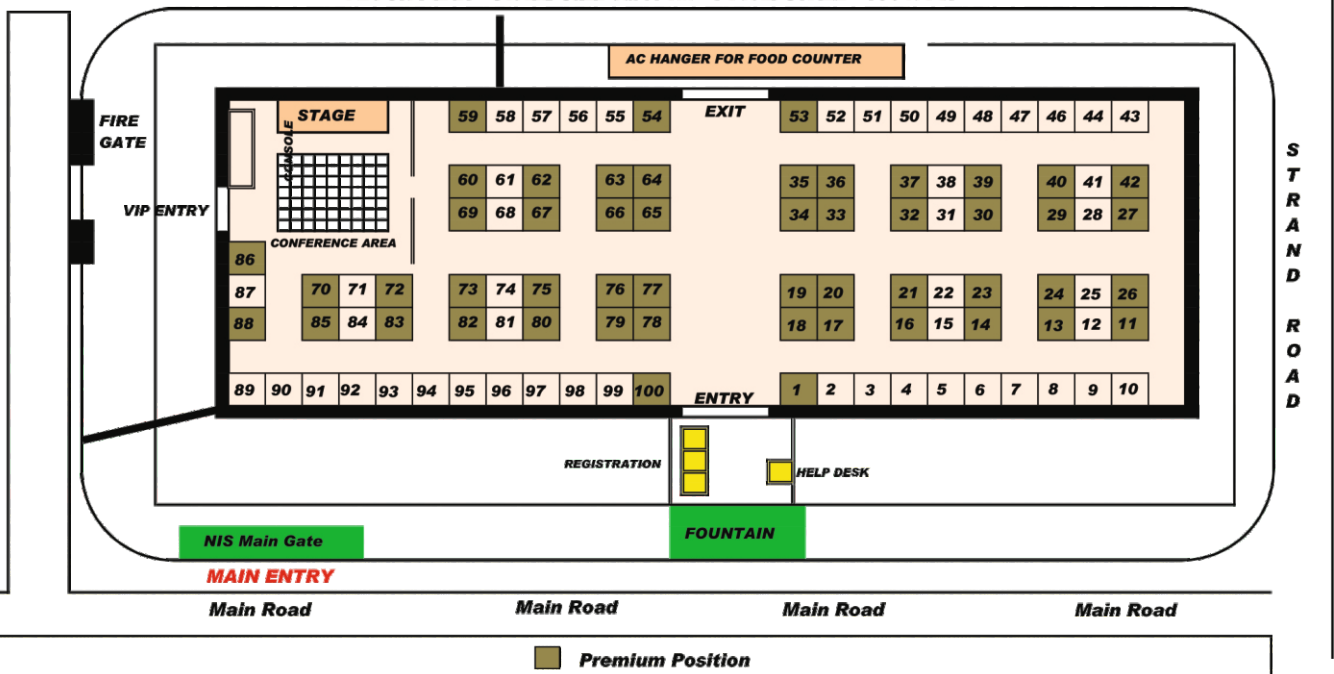 AC HANGER FOR FOOD COUNTER
FIRE
GATE
STAGE
CONSOLE
59 58 57 56 55 54
EXIT
53 52 51 50 49 48 47 46 44 43
60 61 62 63 64 35 36 37 38 39 40 41 42
VIP ENTRY
69 68 67 66 65 34 33 32 31 30 29 28 27
CONFERENCE AREA
86
87 70 71 72 73 74 75 76 77 19 20 21 22 23 24 25 26
88 85 84 83 82 81 80 79 78 18 17 16 15 14 13 12 11
89 90 91 92 93 94 95 96 97 98 99 100
ENTRY
1 2 3 4 5 6 7 8 9 10
STRAND ROAD
REGISTRATION
HELP DESK
NIS Main Gate
FOUNTAIN
MAIN ENTRY
Main Road Main Road Main Road Main Road
Premium Position